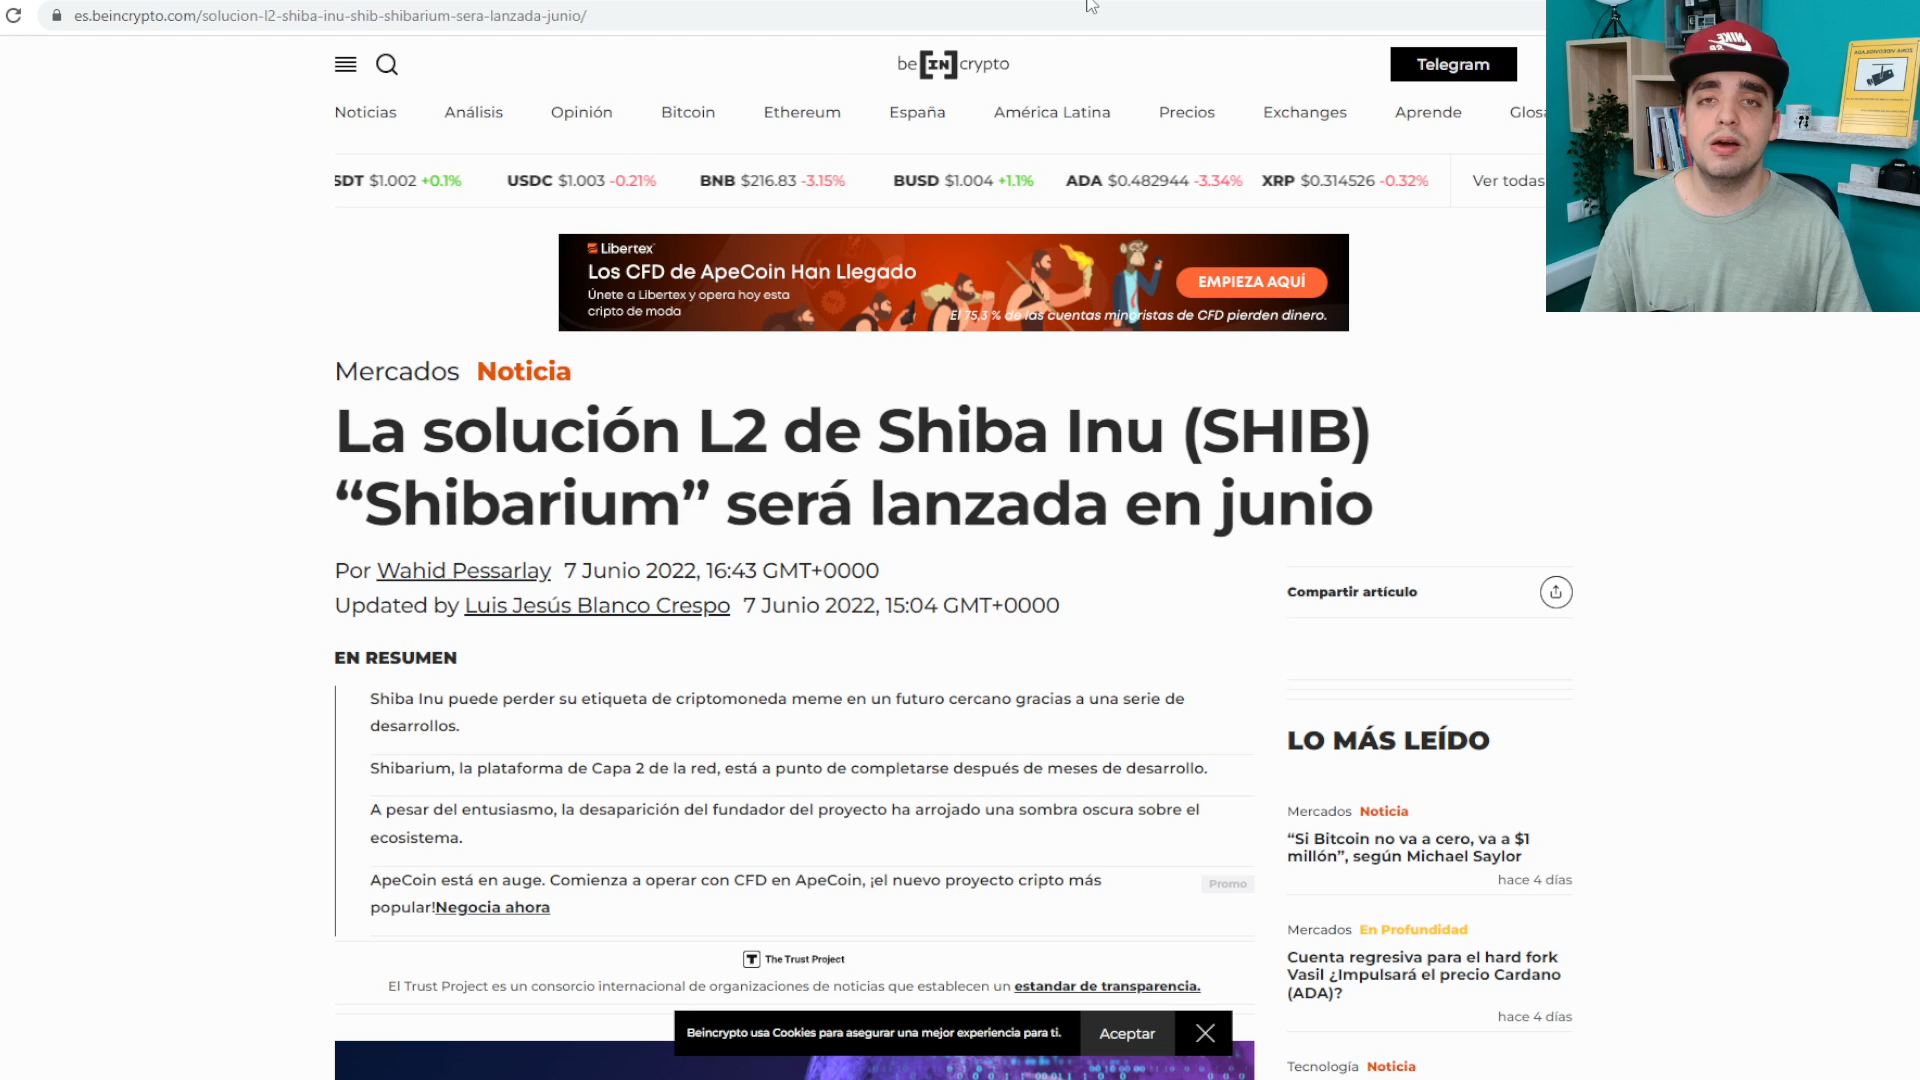 es.beincrypto.com/solucion-l2-shiba-inu-shib-shibarium-sera-lanzada-junio/
be[IN]crypto
Telegram
Noticias Análisis Opinión Bitcoin Ethereum España América Latina Precios Exchanges Aprende Glosa
SDT $1.002 +0.1% USDC $1.003 -0.21% BNB $216.83 -3.15% BUSD $1.004 +1.1% ADA $0.482944 -3.34% XRP $0.314526 -0.32% Ver todas
Libertex
Los CFD de ApeCoin Han Llegado
Únete a Libertex y opera hoy esta
cripto de moda
EMPIEZA AQUÍ
El 75,3 % de las cuentas minoristas de CFD pierden dinero.
Mercados Noticia
La solución L2 de Shiba Inu (SHIB)
“Shibarium” será lanzada en junio
Por Wahid Pessarlay 7 Junio 2022, 16:43 GMT+0000
Updated by Luis Jesús Blanco Crespo 7 Junio 2022, 15:04 GMT+0000
Compartir artículo
EN RESUMEN
Shiba Inu puede perder su etiqueta de criptomoneda meme en un futuro cercano gracias a una serie de
desarrollos.
Shibarium, la plataforma de Capa 2 de la red, está a punto de completarse después de meses de desarrollo.
A pesar del entusiasmo, la desaparición del fundador del proyecto ha arrojado una sombra oscura sobre el
ecosistema.
ApeCoin está en auge. Comienza a operar con CFD en ApeCoin, ¡el nuevo proyecto cripto más
popular!Negocia ahora
Promo
The Trust Project
El Trust Project es un consorcio internacional de organizaciones de noticias que establecen un estandar de transparencia.
Beincrypto usa Cookies para asegurar una mejor experiencia para ti. Aceptar
LO MÁS LEÍDO
Mercados Noticia
“Si Bitcoin no va a cero, va a $1
millón”, según Michael Saylor
hace 4 días
Mercados En Profundidad
Cuenta regresiva para el hard fork
Vasil ¿Impulsará el precio Cardano
(ADA)?
hace 4 días
Tecnología Noticia
NIKE